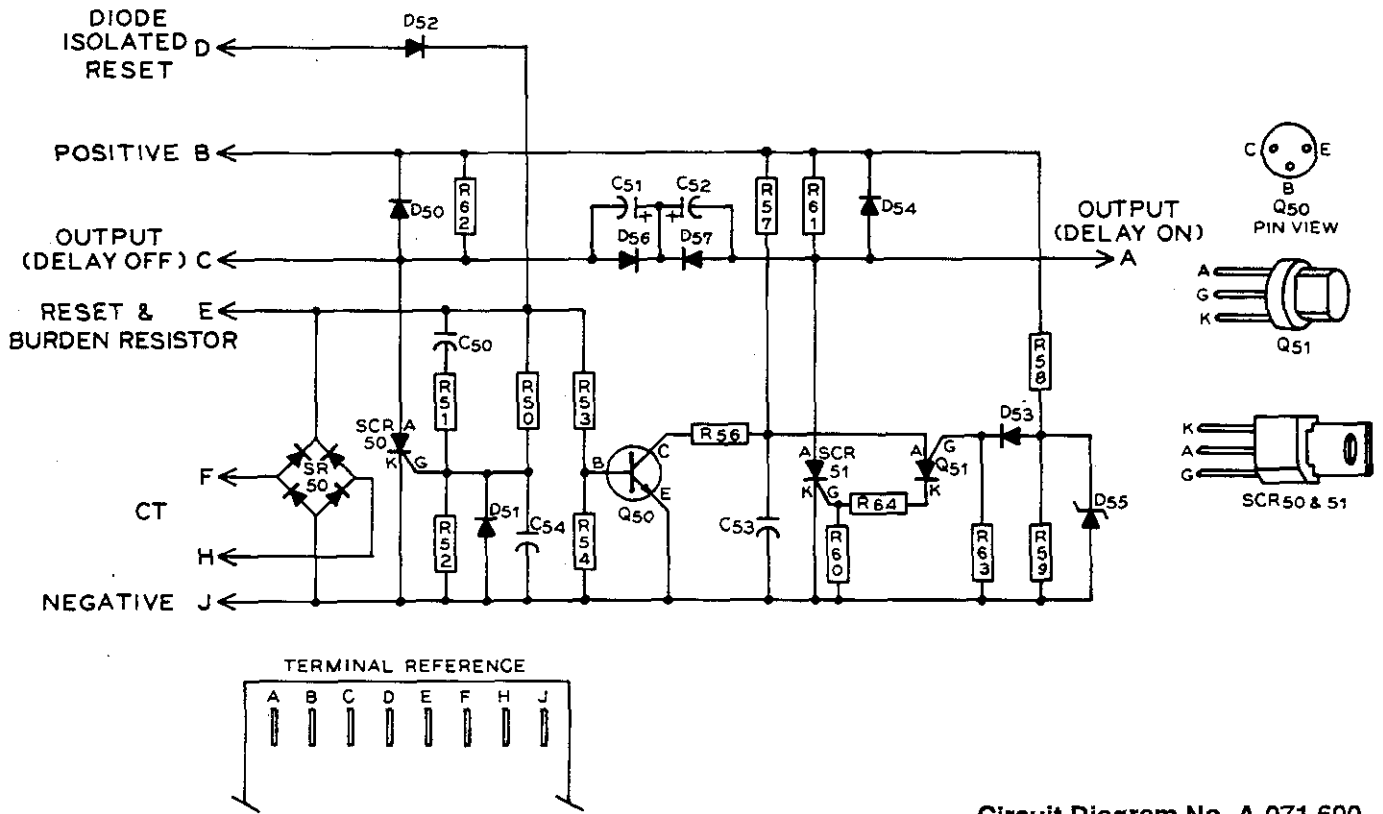 DIODE
ISOLATED D
RESET
D52
POSITIVE B
D50
R62
C51 C52
+ +
D56 D57
R57
R61
D54
OUTPUT
(DELAY OFF) C
OUTPUT
(DELAY ON)
A
RESET & E
BURDEN RESISTOR
C50
R51
R50
R53
R58
SCR A
50
K G
R56
B C
E
Q50
A SCR
51
K G
A G
Q51
K
D53
R64
D55
F
SR
50
CT
H
R52
D51
C54
R54
C53
R60
R63
R59
NEGATIVE J
C E
B
Q50
PIN VIEW
A
G
K
Q51
K
A
G
SCR50 & 51
TERMINAL REFERENCE
A B C D E F H J